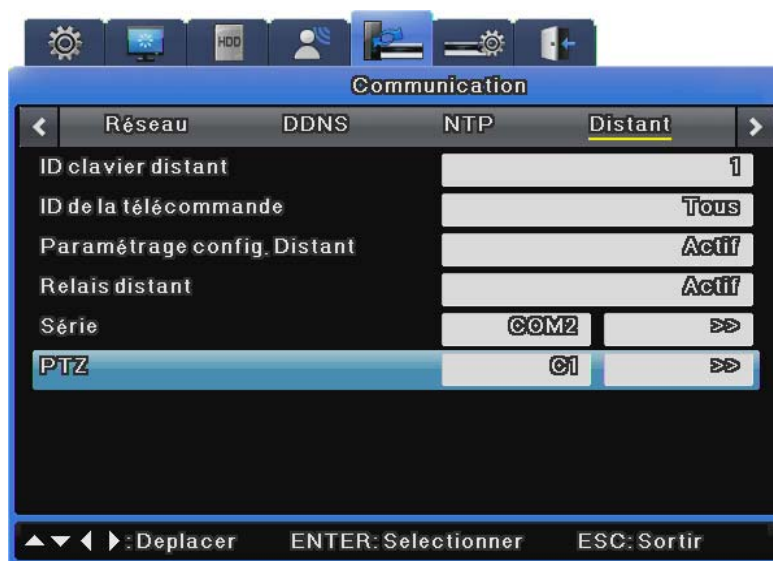 HDD
Communication
< Réseau DDNS NTP Distant >
ID clavier distant 1
ID de la télécommande Tous
Paramétrage config. Distant Actif
Relais distant Actif
Série COM2 >>
PTZ C1 >>
▲▼◀▶:Deplacer ENTER:Selectionner ESC:Sortir